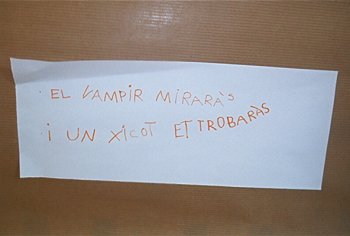 EL VAMPIR MIRARÀS
I UN XICOT ET TROBARÀS